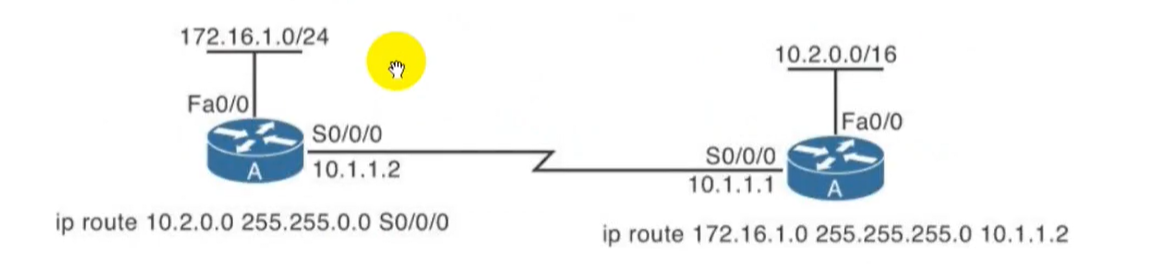 172.16.1.0/24
Fa0/0
S0/0/0
A
10.1.1.2
ip route 10.2.0.0 255.255.0.0 S0/0/0
10.2.0.0/16
Fa0/0
S0/0/0
10.1.1.1
A
ip route 172.16.1.0 255.255.255.0 10.1.1.2